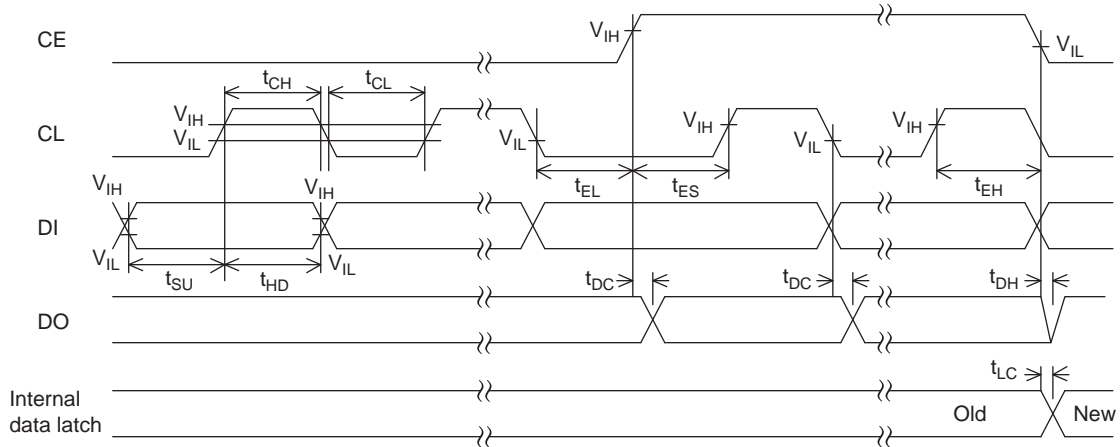 CE
V_IH
V_IL
t_CH
t_CL
CL
V_IH
V_IL
V_IL
V_IH
V_IL
V_IH
t_EL
t_ES
t_EH
DI
V_IH
V_IH
V_IL
V_IL
t_SU
t_HD
DO
t_DC
t_DC
t_DH
Internal
data latch
t_LC
Old
New